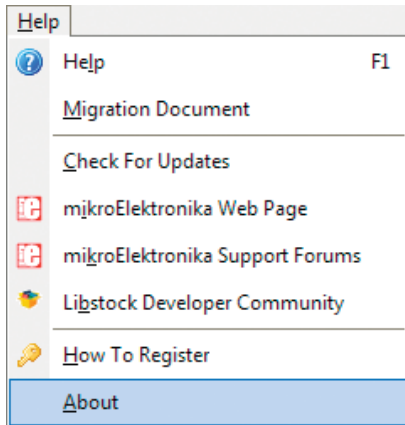 Help
Help F1
Migration Document
Check For Updates
mikroElektronika Web Page
mikroElektronika Support Forums
Libstock Developer Community
How To Register
About